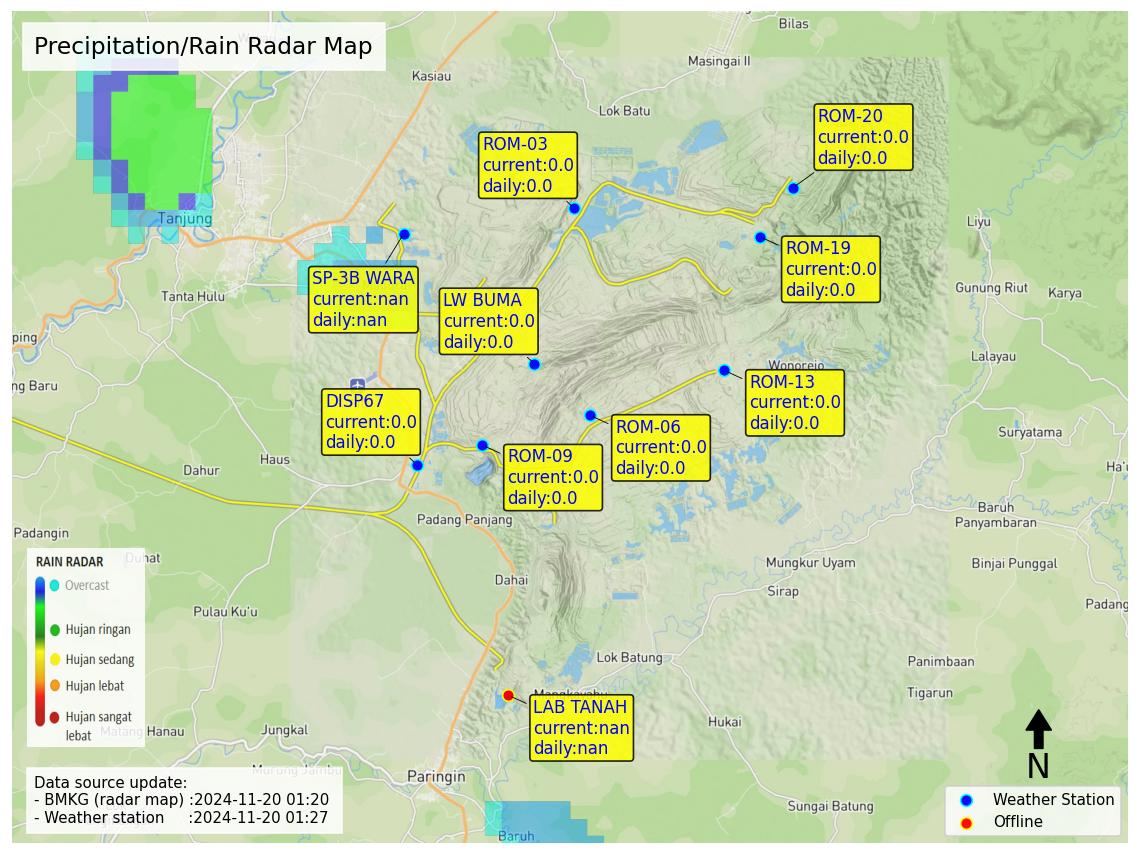 Precipitation/Rain Radar Map
Bilas
Masingai II
Kasiau
Lok Batu
ROM-20
current:0.0
daily:0.0
ROM-03
current:0.0
daily:0.0
Tanjung
Liyu
ROM-19
current:0.0
daily:0.0
SP-3B WARA
current:nan
daily:nan
Tanta Hulu
LW BUMA
current:0.0
daily:0.0
Gunung Riut
Karya
ping
Lalayau
Wonorejo
ng Baru
ROM-13
current:0.0
daily:0.0
DISP67
current:0.0
daily:0.0
ROM-06
current:0.0
daily:0.0
Suryatama
ROM-09
current:0.0
daily:0.0
Haus
Dahur
Ha'u
Baruh
Panyambaran
Padang Panjang
Padangin
Duhat
Mungkur Uyam
Binjai Punggal
Dahai
Sirap
Padang
Pulau Ku'u
RAIN RADAR
Overcast
Hujan ringan
Hujan sedang
Hujan lebat
Hujan sangat
lebat
Lok Batung
Panimbaan
Tigarun
Mangkayahu
LAB TANAH
current:nan
daily:nan
Hukai
Matang Hanau
Jungkal
Murung Jambu
Paringin
N
Data source update:
- BMKG (radar map) :2024-11-20 01:20
- Weather station :2024-11-20 01:27
Sungai Batung
Baruh
Weather Station
Offline